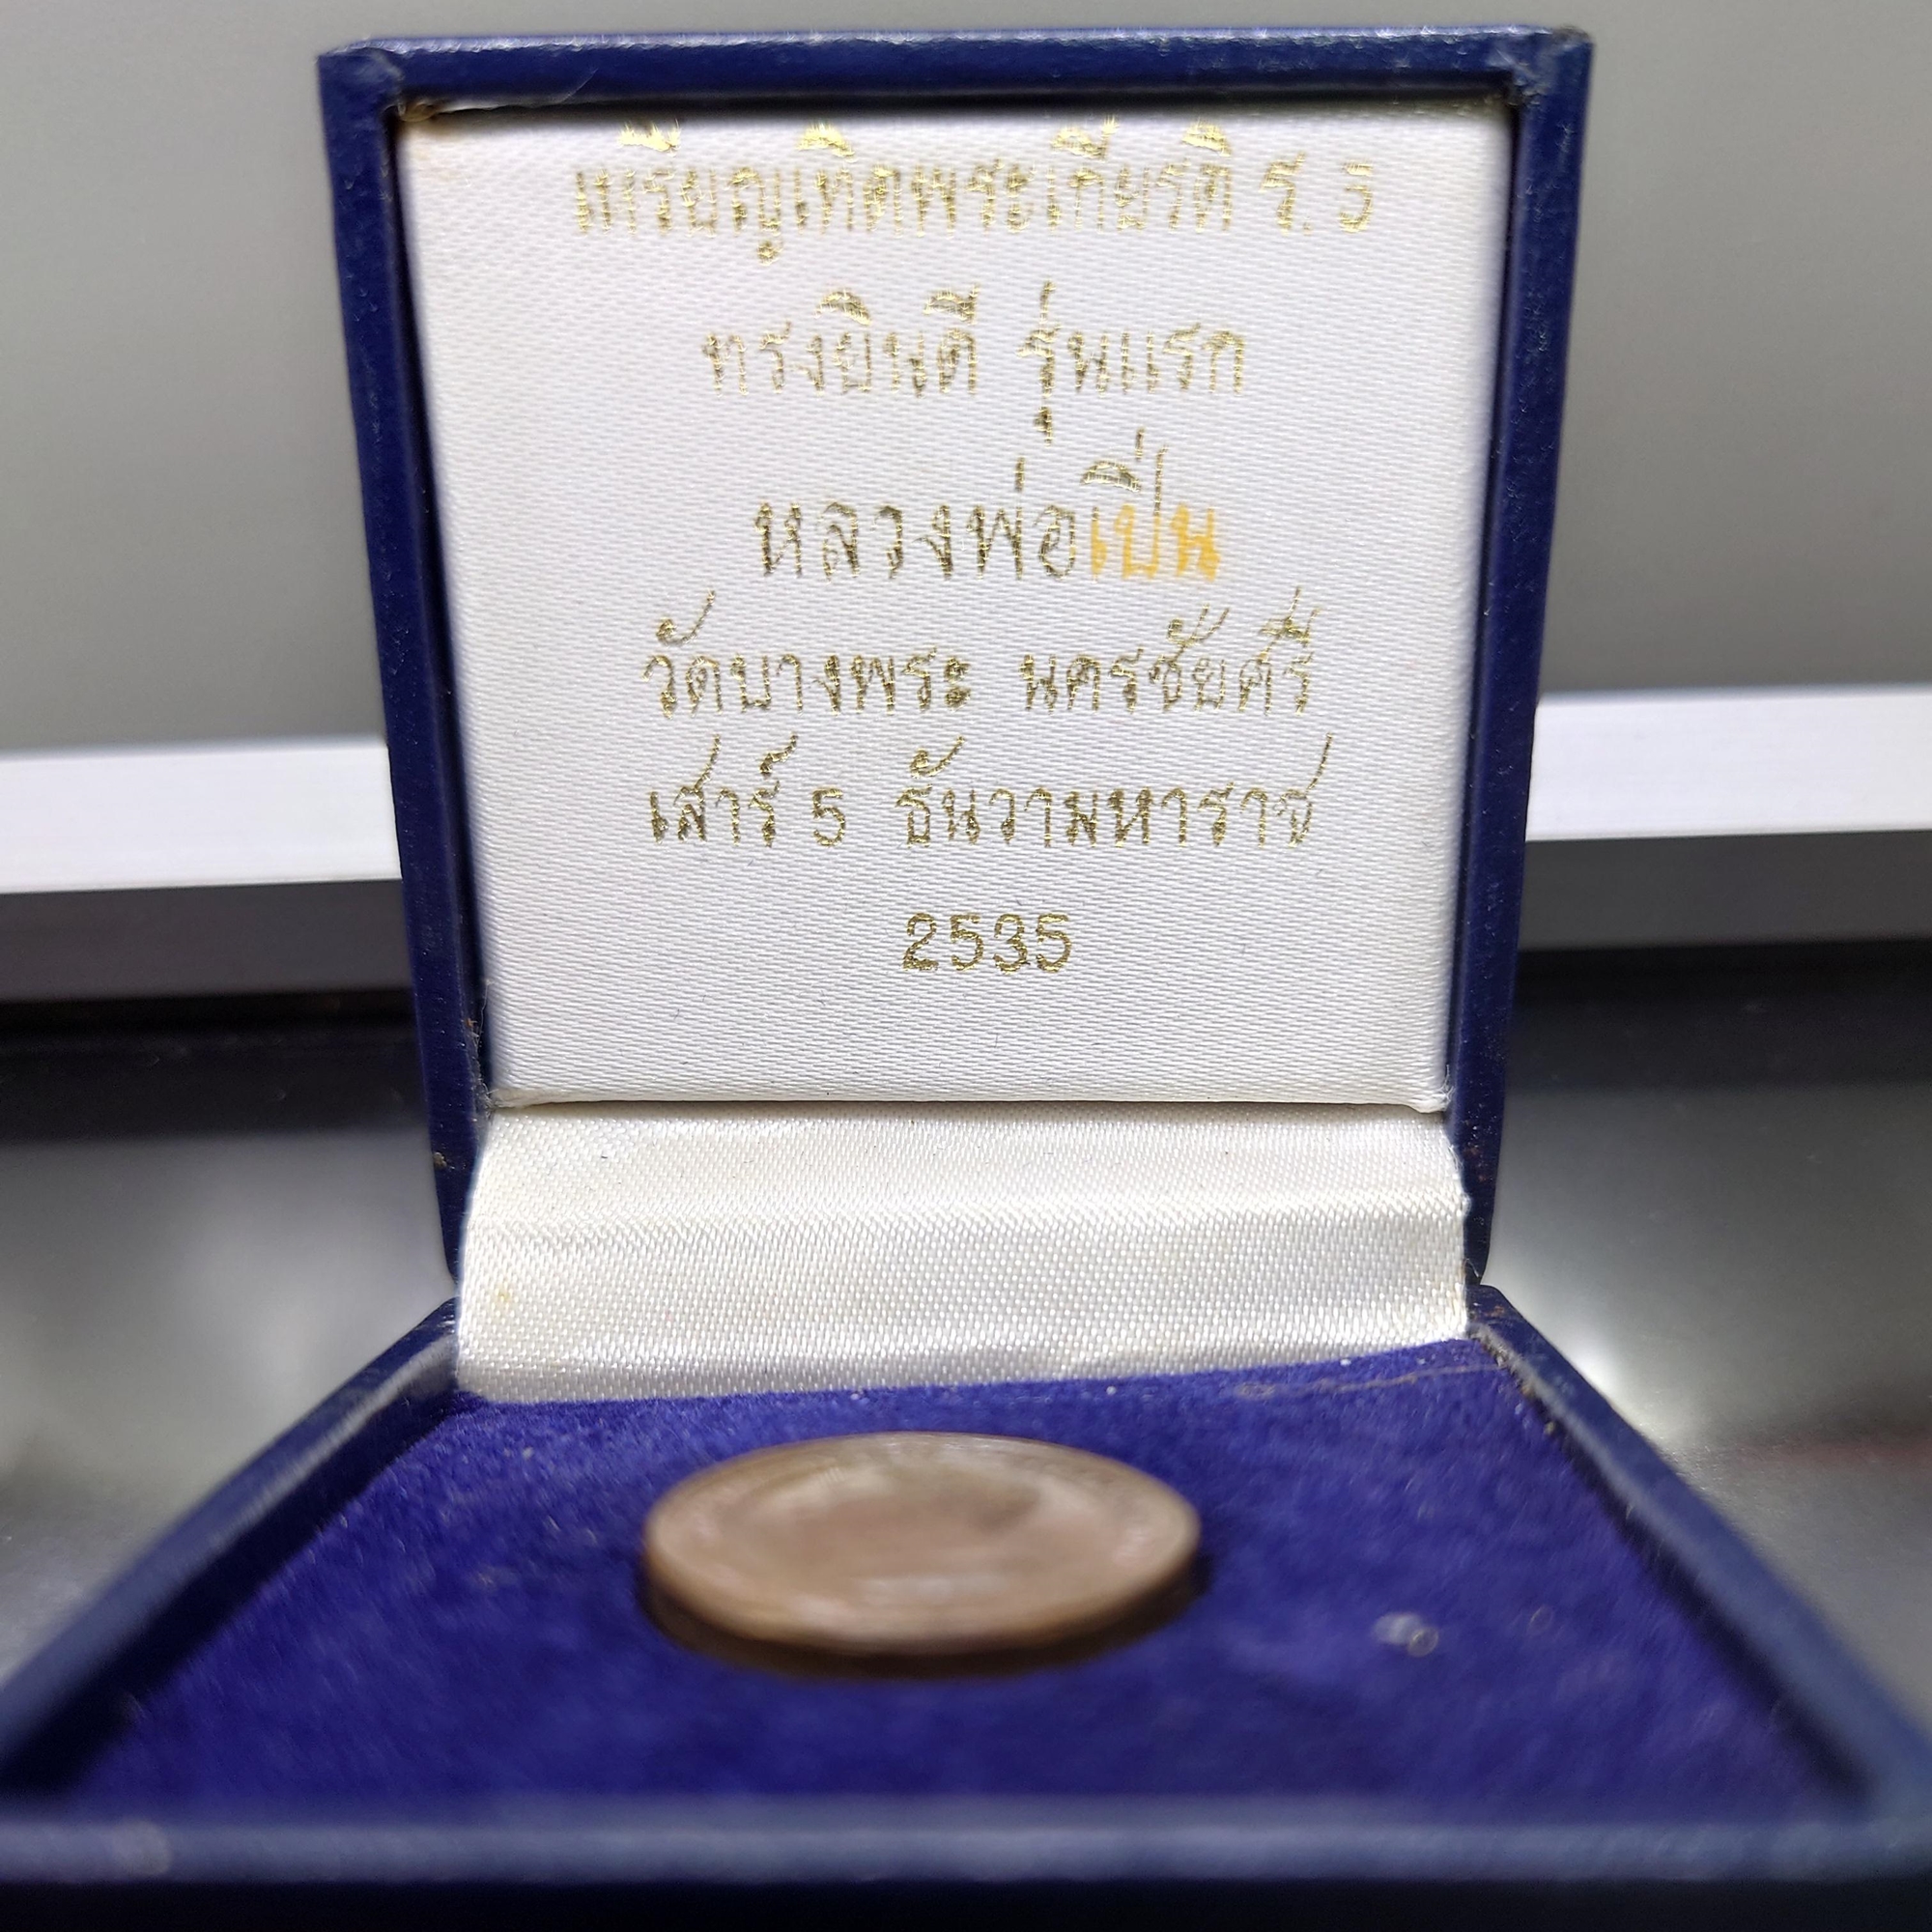 เหรียญเทิดพระเกียรติ ร. 5
ทรงยินดี รุ่นแรก
หลวงพ่อเปิ่น
วัดบางพระ นครชัยศรี
เสาร์ 5 ธันวามหาราช
2535